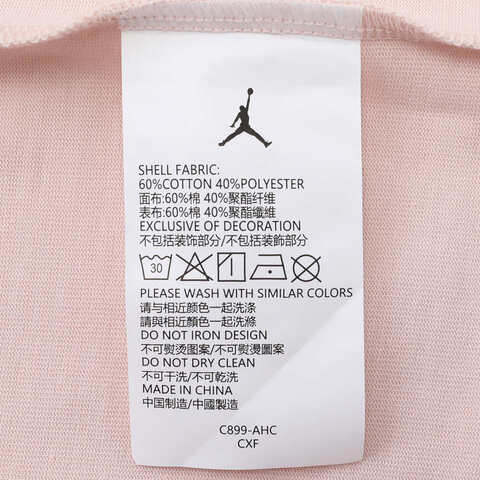 SHELL FABRIC:
60%COTTON 40%POLYESTER
面布:60%棉 40%聚酯纤维
表布:60%棉 40%聚酯纖維
EXCLUSIVE OF DECORATION
不包括装饰部分/不包括裝飾部分
30
PLEASE WASH WITH SIMILAR COLORS
请与相近颜色一起洗涤
請與相近顏色一起洗滌
DO NOT IRON DESIGN
不可熨烫图案/不可熨燙圖案
DO NOT DRY CLEAN
不可干洗/不可乾洗
MADE IN CHINA
中国制造/中國製造
C899-AHC
CXF